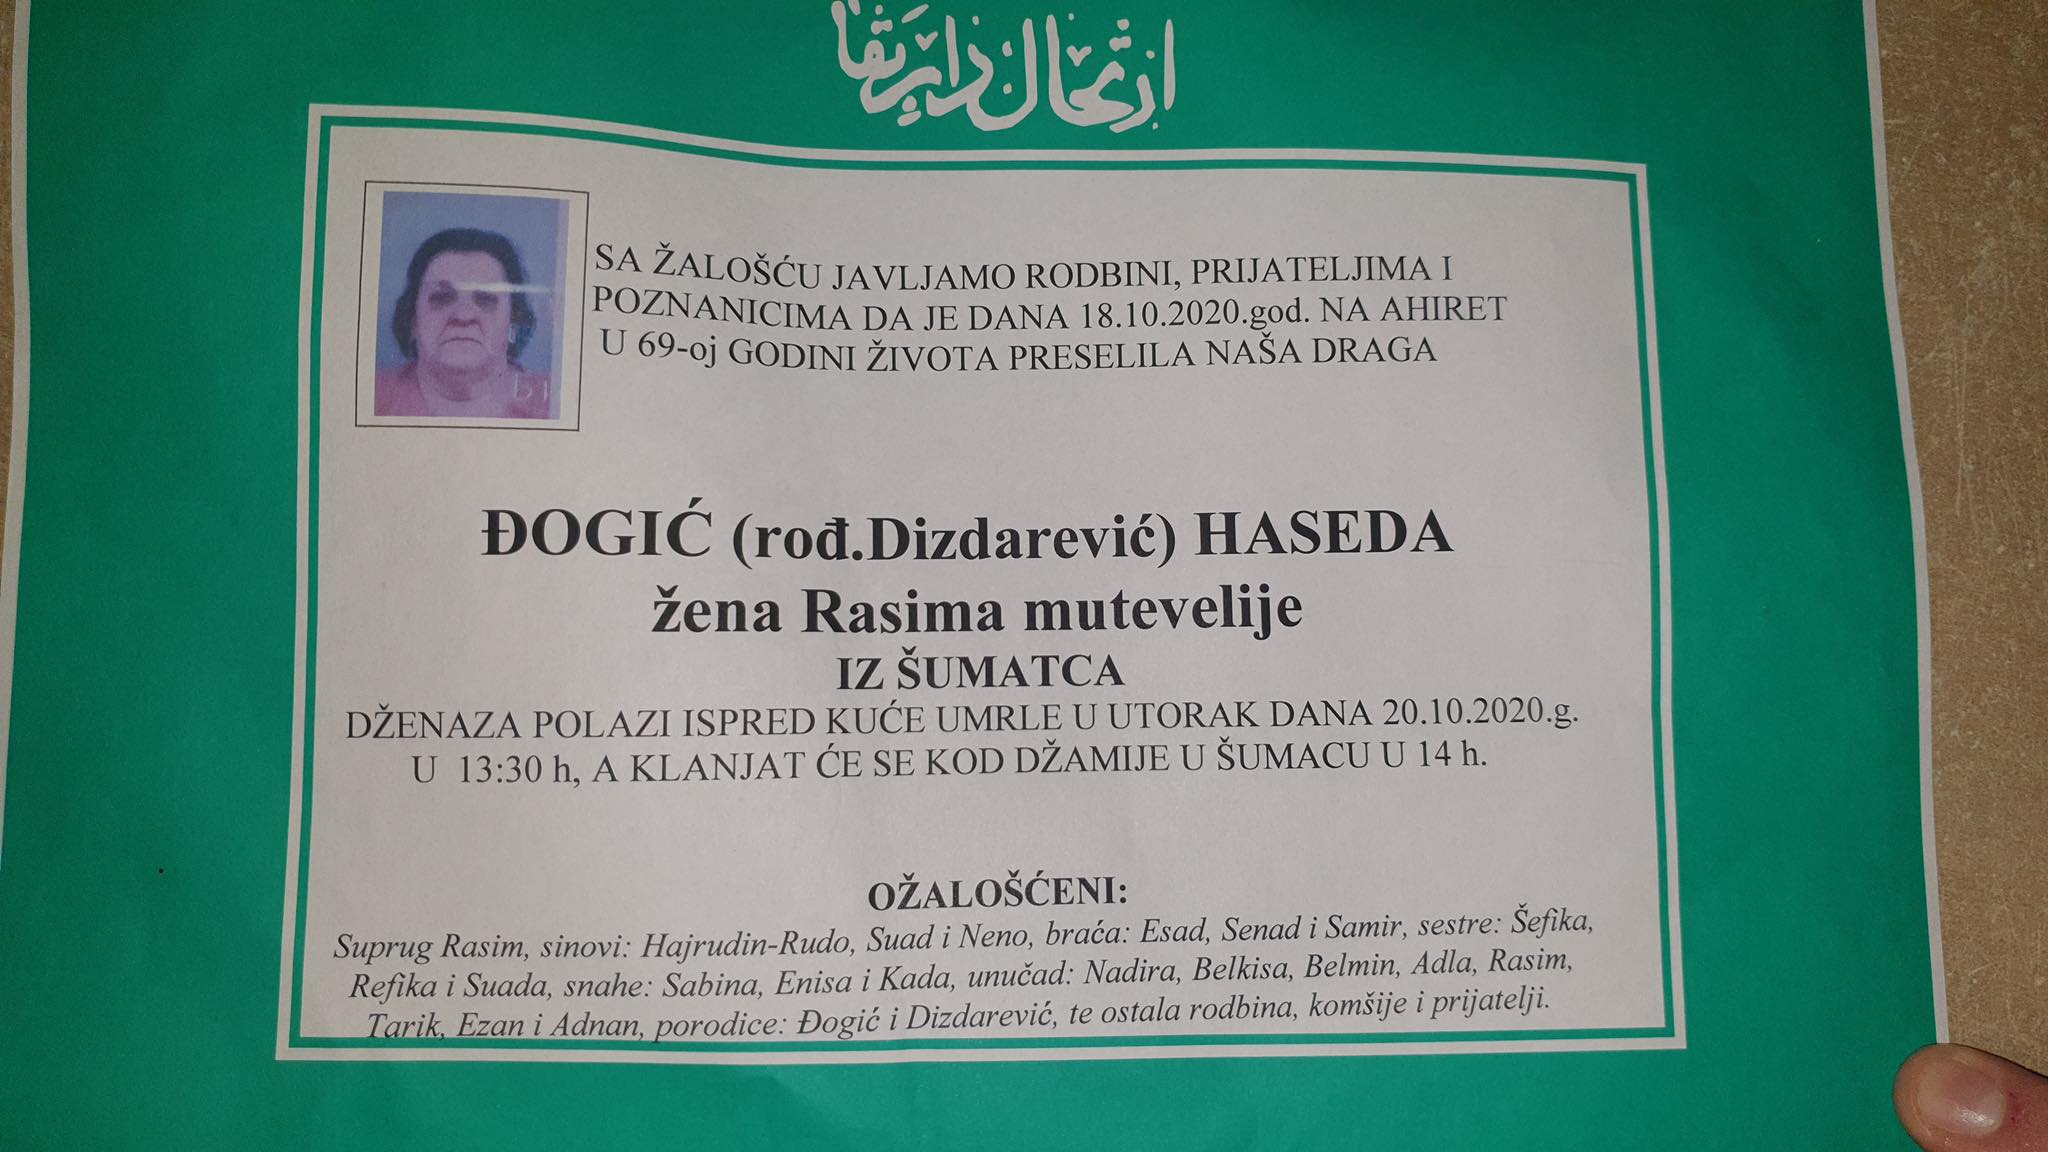 ارتحال دار بقا
SA ŽALOŠĆU JAVLJAMO RODBINI, PRIJATELJIMA I
POZNANICIMA DA JE DANA 18.10.2020.god. NA AHIRET
U 69-oj GODINI ŽIVOTA PRESELILA NAŠA DRAGA
ĐOGIĆ (rođ.Dizdarević) HASEDA
žena Rasima mutevelije
IZ ŠUMATCA
DŽENAZA POLAZI ISPRED KUĆE UMRLE U UTORAK DANA 20.10.2020.g.
U 13:30 h, A KLANJAT ĆE SE KOD DŽAMIJE U ŠUMACU U 14 h.
OŽALOŠĆENI:
Suprug Rasim, sinovi: Hajrudin-Rudo, Suad i Neno, braća: Esad, Senad i Samir, sestre: Šefika,
Refika i Suada, snahe: Sabina, Enisa i Kada, unučad: Nadira, Belkisa, Belmin, Adla, Rasim,
Tarik, Ezan i Adnan, porodice: Đogić i Dizdarević, te ostala rodbina, komšije i prijatelji.